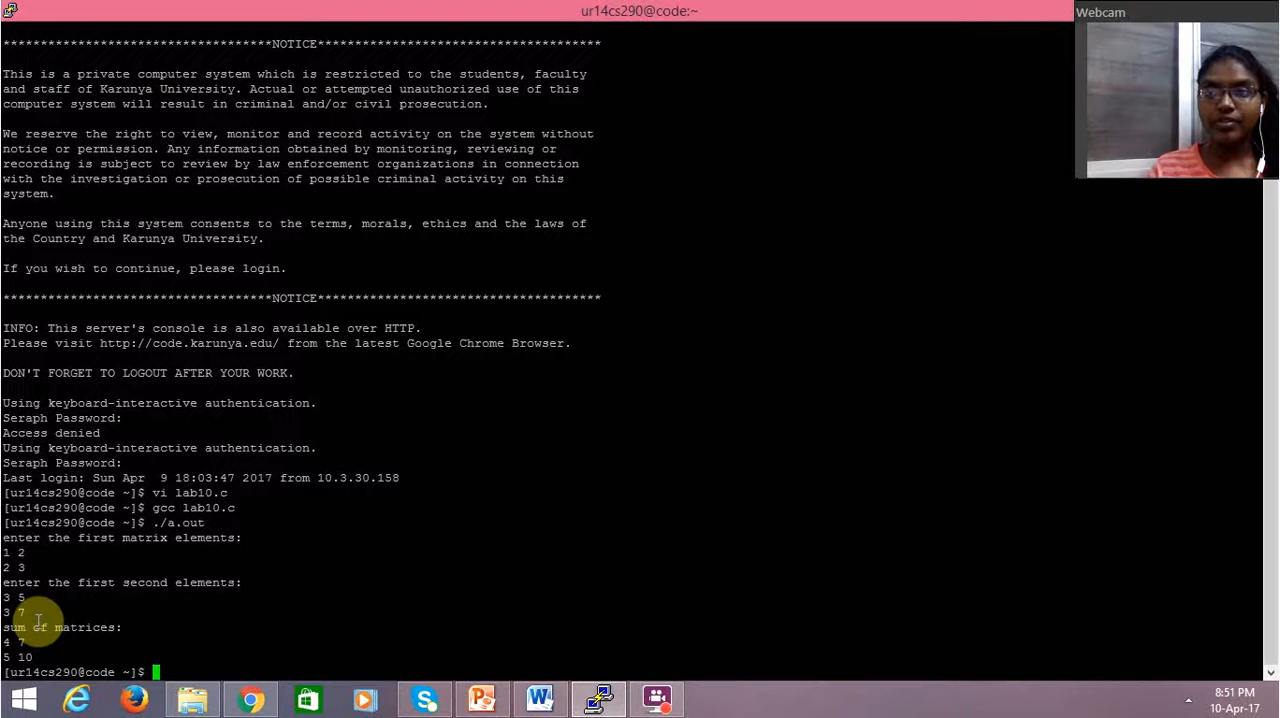 ur14cs290@code:~
Webcam
************************************NOTICE**************************************
This is a private computer system which is restricted to the students, faculty
and staff of Karunya University. Actual or attempted unauthorized use of this
computer system will result in criminal and/or civil prosecution.
We reserve the right to view, monitor and record activity on the system without
notice or permission. Any information obtained by monitoring, reviewing or
recording is subject to review by law enforcement organizations in connection
with the investigation or prosecution of possible criminal activity on this
system.
Anyone using this system consents to the terms, morals, ethics and the laws of
the Country and Karunya University.
If you wish to continue, please login.
************************************NOTICE**************************************
INFO: This server's console is also available over HTTP.
Please visit http://code.karunya.edu/ from the latest Google Chrome Browser.
DON'T FORGET TO LOGOUT AFTER YOUR WORK.
Using keyboard-interactive authentication.
Seraph Password:
Access denied
Using keyboard-interactive authentication.
Seraph Password:
Last login: Sun Apr  9 18:03:47 2017 from 10.3.30.158
[ur14cs290@code ~]$ vi lab10.c
[ur14cs290@code ~]$ gcc lab10.c
[ur14cs290@code ~]$ ./a.out
enter the first matrix elements:
1 2
2 3
enter the first second elements:
3 5
3 7
sum of matrices:
4 7
5 10
[ur14cs290@code ~]$
8:51 PM
10-Apr-17